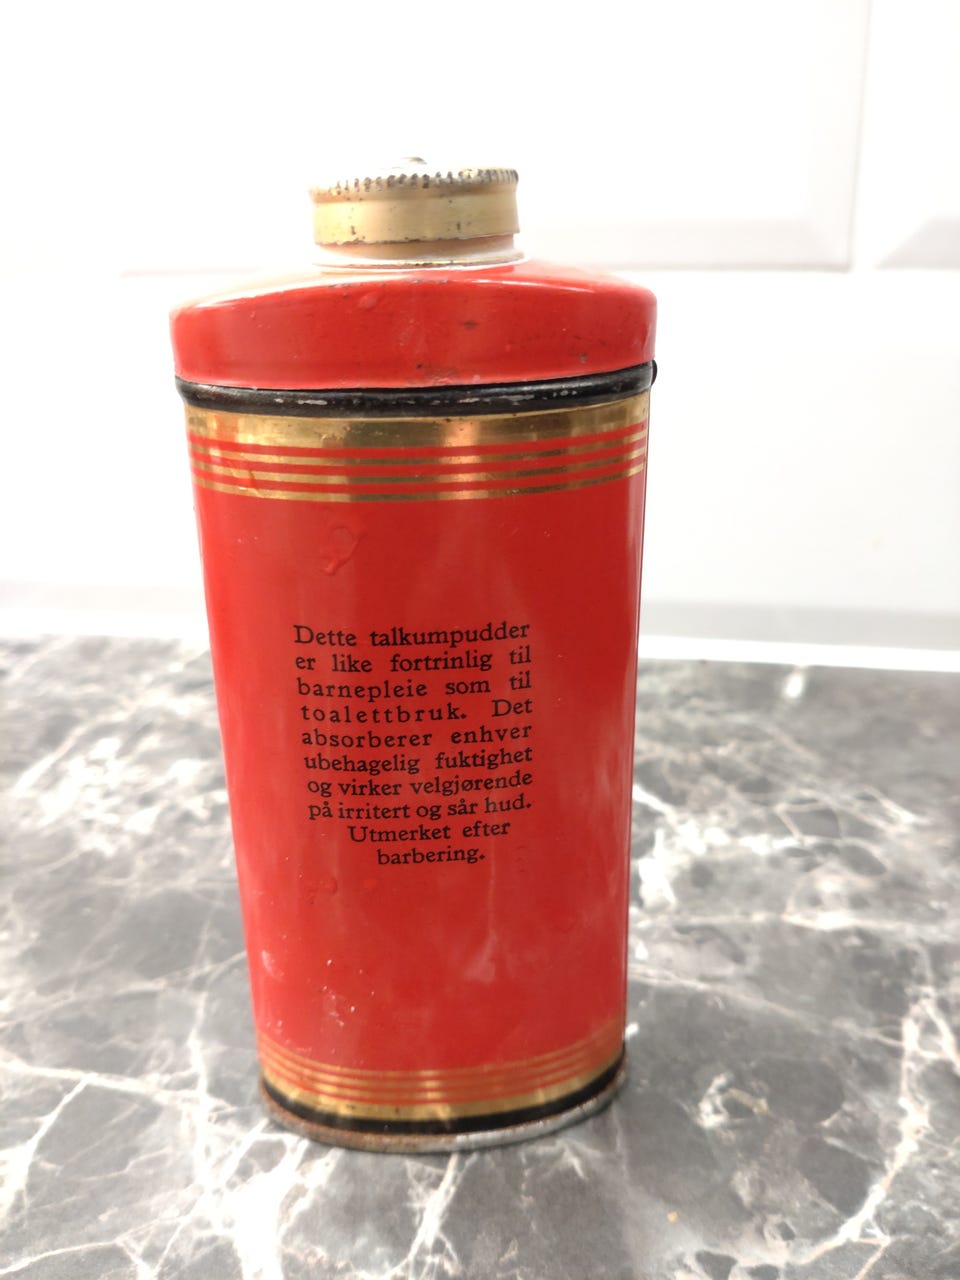 Dette talkumpudder
er like fortrinlig til
barnepleie som til
toalettbruk. Det
absorberer enhver
ubehagelig fuktighet
og virker velgjørende
på irritert og sår hud.
Utmerket efter
barbering.